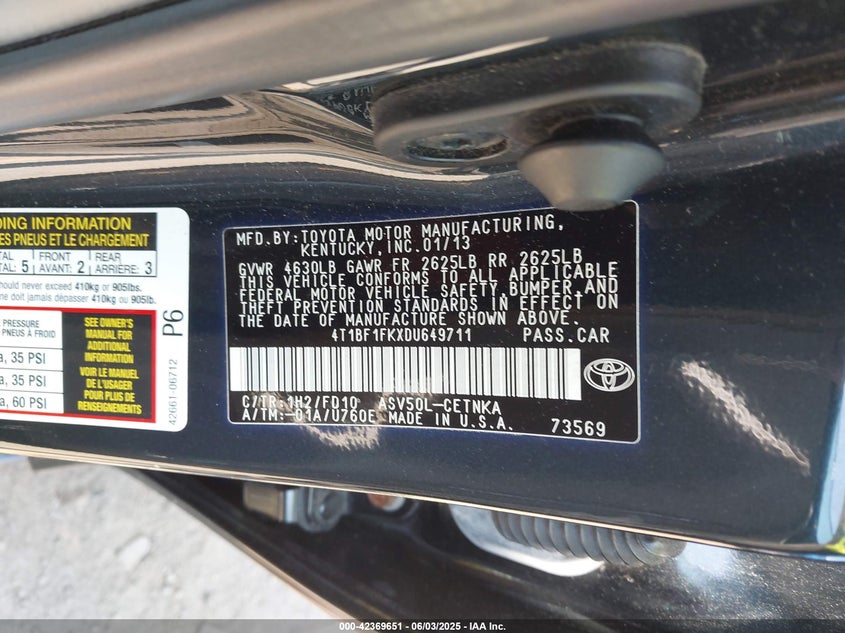 DING INFORMATION
ES PNEUS ET LE CHARGEMENT
TAL : 5 FRONT AVANT: 2 REAR ARRIÈRE: 3
ould never exceed 410kg or 905lbs.
ne doit jamais dépasser 410kg ou 905lb.
PRESSURE
PNEUS À FROID
a, 35 PSI
a, 35 PSI
a, 60 PSI
SEE OWNER'S
MANUAL FOR
ADDITIONAL
INFORMATION
VOIR LE MANUEL
DE L'USAGER
POUR PLUS DE
RENSEIGNEMENTS
P6
42661-06712
MFD.BY:TOYOTA MOTOR MANUFACTURING,
KENTUCKY, INC. 01/13
GVWR 4630LB GAWR FR 2625LB RR 2625LB
THIS VEHICLE CONFORMS TO ALL APPLICABLE
FEDERAL MOTOR VEHICLE SAFETY, BUMPER, AND
THEFT PREVENTION STANDARDS IN EFFECT ON
THE DATE OF MANUFACTURE SHOWN ABOVE.
4T1BF1FKXDU649711 PASS.CAR
C/TR:1H2/FD10 ASV50L-CETNKA
A/TM:-01A/U760E MADE IN U.S.A.
73569
TOYOTA
000-42369651 - 06/03/2025 - IAA Inc.